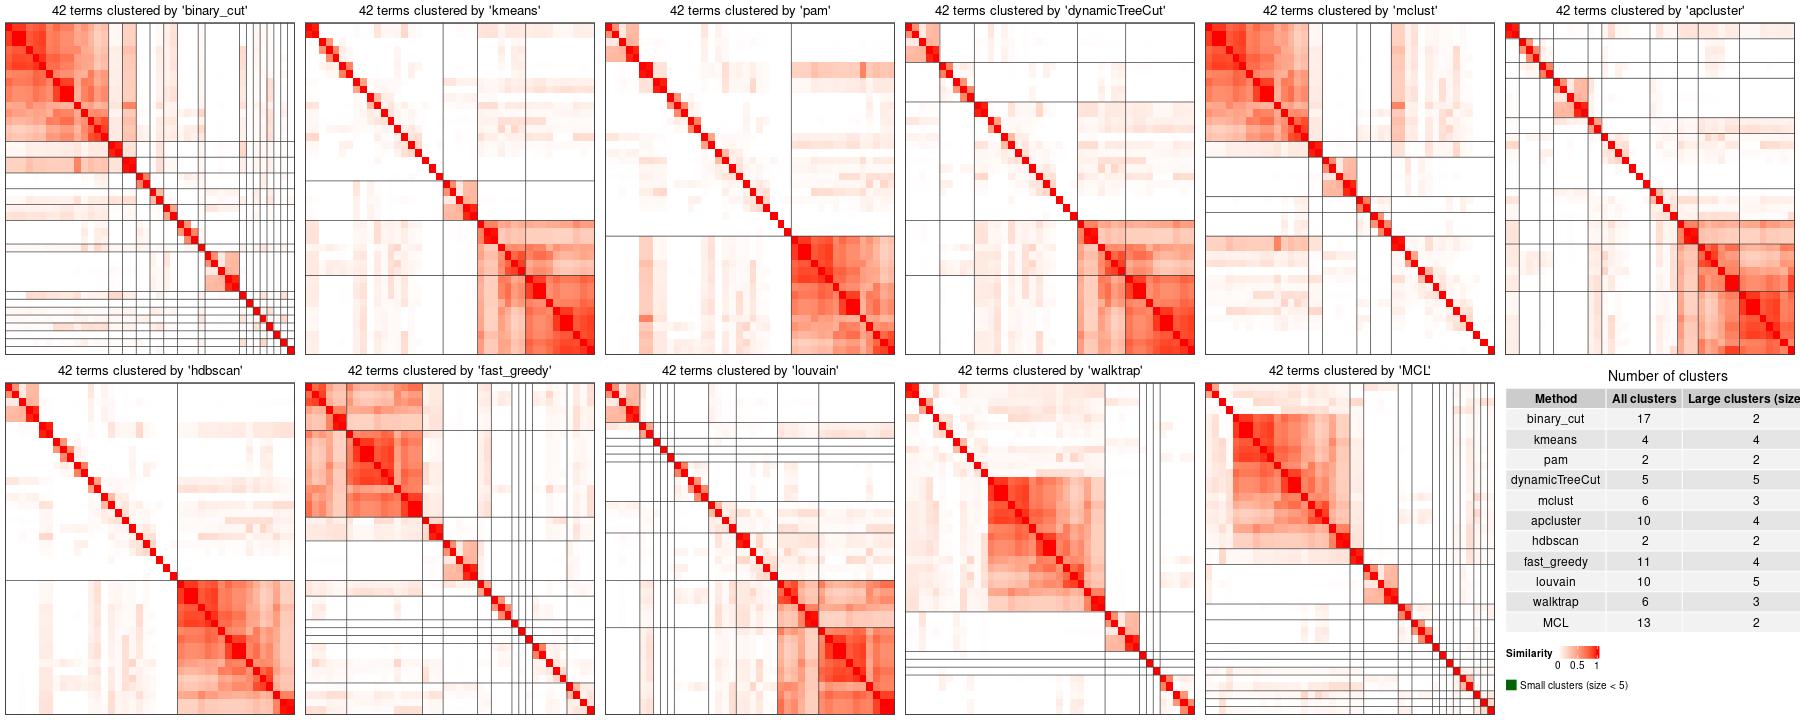 42 terms clustered by 'binary_cut'
42 terms clustered by 'kmeans'
42 terms clustered by 'pam'
42 terms clustered by 'dynamicTreeCut'
42 terms clustered by 'mclust'
42 terms clustered by 'apcluster'
42 terms clustered by 'hdbscan'
42 terms clustered by 'fast_greedy'
42 terms clustered by 'louvain'
42 terms clustered by 'walktrap'
42 terms clustered by 'MCL'
Number of clusters
Method All clusters Large clusters (size
binary_cut 17 2
kmeans 4 4
pam 2 2
dynamicTreeCut 5 5
mclust 6 3
apcluster 10 4
hdbscan 2 2
fast_greedy 11 4
louvain 10 5
walktrap 6 3
MCL 13 2
Similarity
0 0.5 1
Small clusters (size < 5)